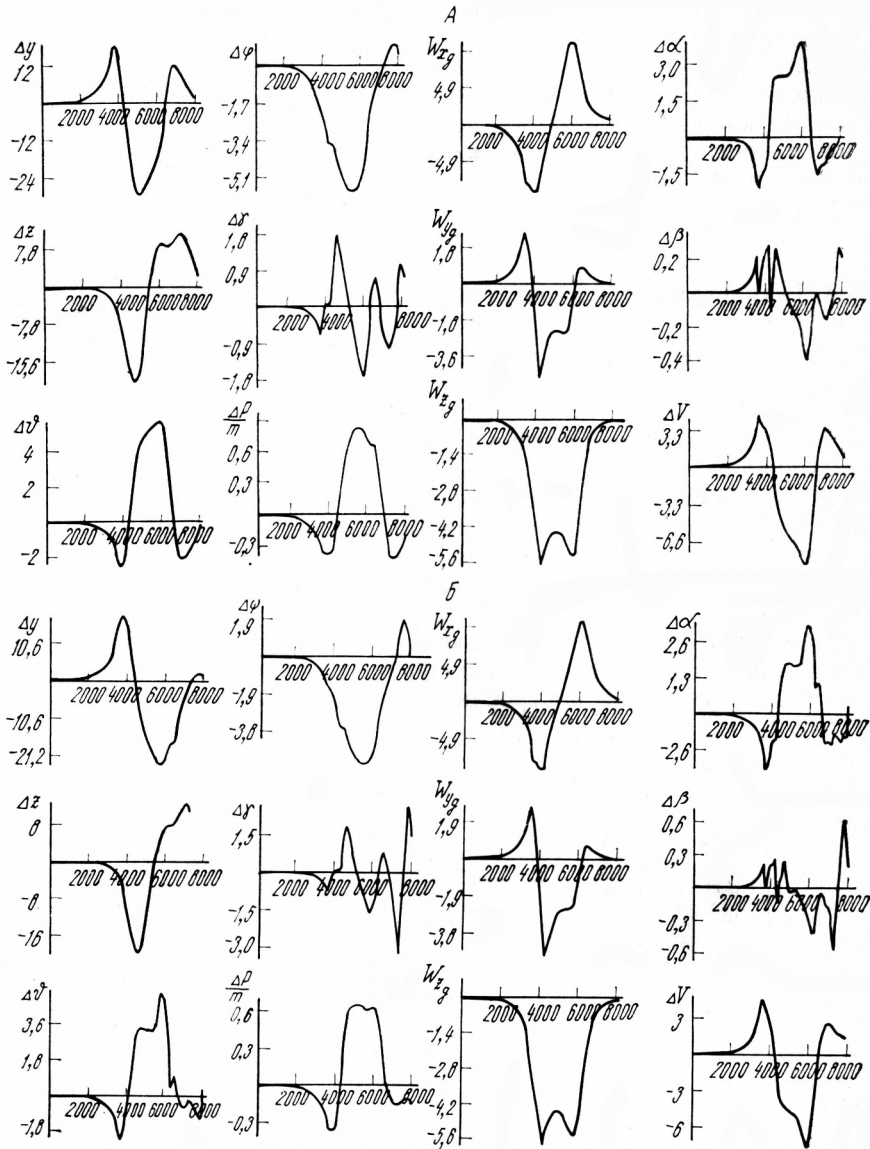 А
Δy 12 2000 4000 6000 8000 -12 -24
Δφ 2000 4000 6000 8000 -1,7 -3,4 -5,1
Wxg 4,9 2000 4000 6000 8000 -4,9
Δα 3,0 1,5 2000 4000 6000 8000 -1,5
Δz 7,8 2000 4000 6000 8000 -7,8 -15,6
Δγ 1,8 0,9 2000 4000 8000 -0,9 -1,8
Wyg 1,8 2000 4000 6000 8000 -1,8 -3,6
Δβ 0,2 2000 4000 6000 8000 -0,2 -0,4
Δϑ 4 2 2000 4000 6000 8000 -2
ΔP/m 0,6 0,3 2000 4000 6000 8000 -0,3
Wzg 2000 4000 6000 8000 -1,4 -2,8 -4,2 -5,6
ΔV 3,3 2000 4000 6000 8000 -3,3 -6,6
Б
Δy 10,6 2000 4000 6000 8000 -10,6 -21,2
Δψ 1,9 2000 4000 6000 8000 -1,9 -3,8
Wxg 4,9 2000 4000 6000 8000 -4,9
Δα 2,6 1,3 2000 4000 6000 8000 -2,6
Δz 8 2000 4000 6000 8000 -8 -16
Δγ 1,5 2000 4000 6000 8000 -1,5 -3,0
Wyg 1,9 2000 4000 6000 8000 -1,9 -3,8
Δβ 0,6 0,3 2000 4000 6000 8000 -0,3 -0,6
Δϑ 3,6 1,8 2000 4000 6000 8000 -1,8
ΔP/m 0,6 0,3 2000 4000 6000 8000 -0,3
Wzg 2000 4000 6000 8000 -1,4 -2,8 -4,2 -5,6
ΔV 3 2000 4000 6000 8000 -3 -6